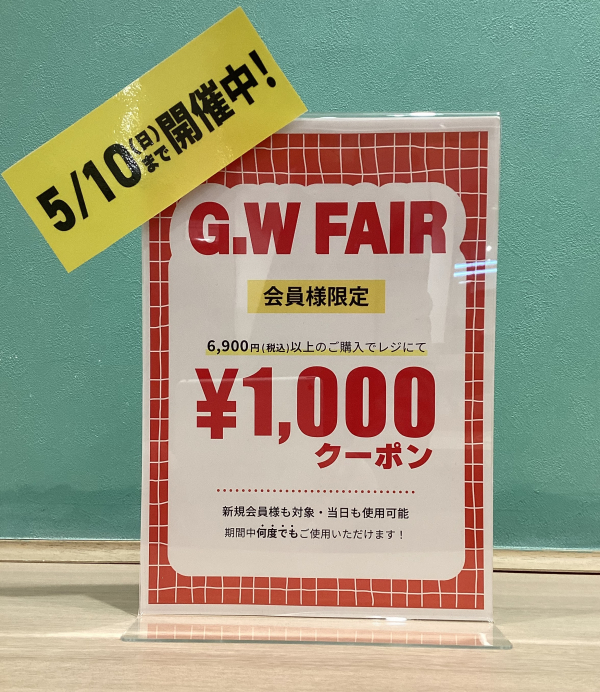 5/10(日)まで開催中!
G.W FAIR
会員様限定
6,900円(税込)以上のご購入でレジにて
¥1,000
クーポン
新規会員様も対象・当日も使用可能
期間中何度でもご使用いただけます!